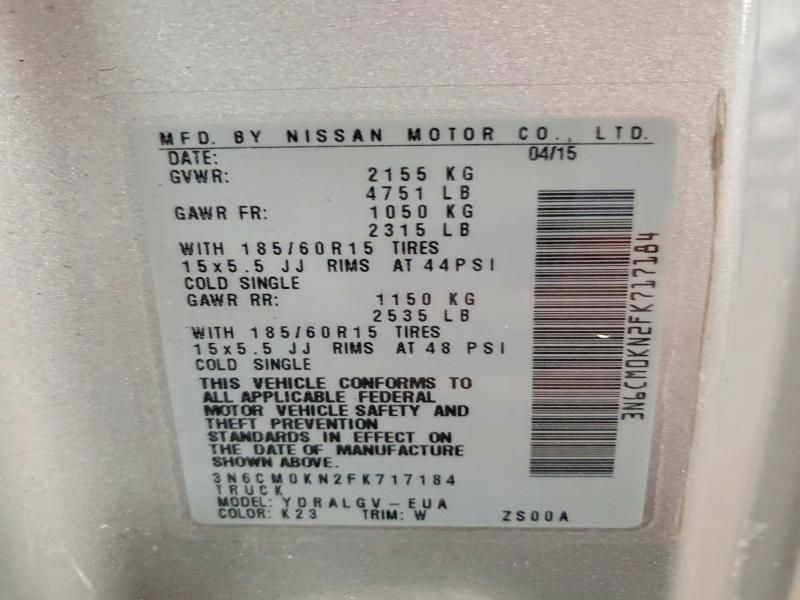 MFD. BY NISSAN MOTOR CO., LTD.
DATE: 04/15
GVWR: 2155 KG
4751 LB
GAWR FR: 1050 KG
2315 LB
WITH 185/60R15 TIRES
15x5.5 JJ RIMS AT 44PSI
COLD SINGLE
GAWR RR: 1150 KG
2535 LB
WITH 185/60R15 TIRES
15x5.5 JJ RIMS AT 48 PSI
COLD SINGLE
THIS VEHICLE CONFORMS TO
ALL APPLICABLE FEDERAL
MOTOR VEHICLE SAFETY AND
THEFT PREVENTION
STANDARDS IN EFFECT ON
THE DATE OF MANUFACTURE
SHOWN ABOVE.
3N6CM0KN2FK717184
TRUCK
MODEL: YDRALGV-EUA
COLOR: K23 TRIM: W ZS00A
3N6CM0KN2FK717184